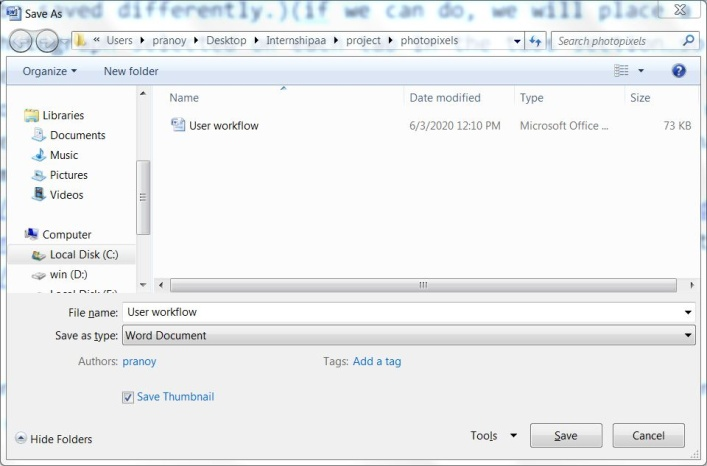 saved differently.)(if we can do, we will place a
Save As
« Users pranoy Desktop Internshipaa project photopixels
Search photopixels
Organize New folder
Name Date modified Type Size
User workflow 6/3/2020 12:10 PM Microsoft Office ... 73 KB
Libraries
Documents
Music
Pictures
Videos
Computer
Local Disk (C:)
win (D:)
File name: User workflow
Save as type: Word Document
Authors: pranoy Tags: Add a tag
Save Thumbnail
Hide Folders Tools Save Cancel